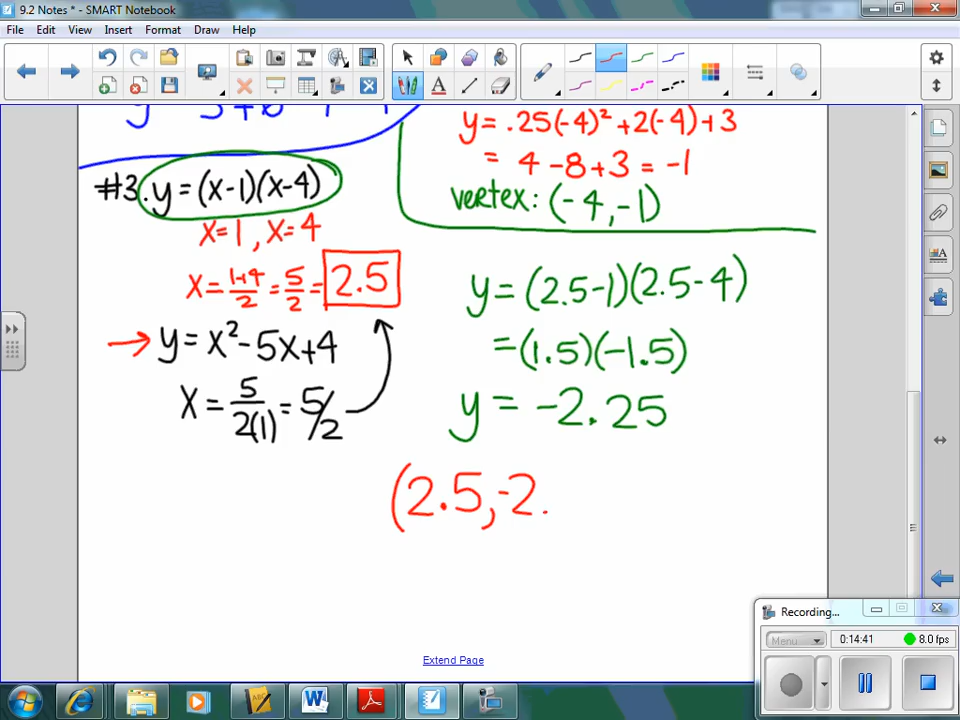 9.2 Notes * - SMART Notebook
File Edit View Insert Format Draw Help
y = .25(-4)² + 2(-4) + 3
= 4 - 8 + 3 = -1
vertex: (-4, -1)
#3. y = (x-1)(x-4)
x = 1, x = 4
x = 1+4/2 = 5/2 = 2.5
→ y = x² - 5x + 4
x = 5/2(1) = 5/2
y = (2.5-1)(2.5-4)
= (1.5)(-1.5)
y = -2.25
(2.5, -2.
Extend Page
Recording...
Menu
0:14:41
8.0 fps